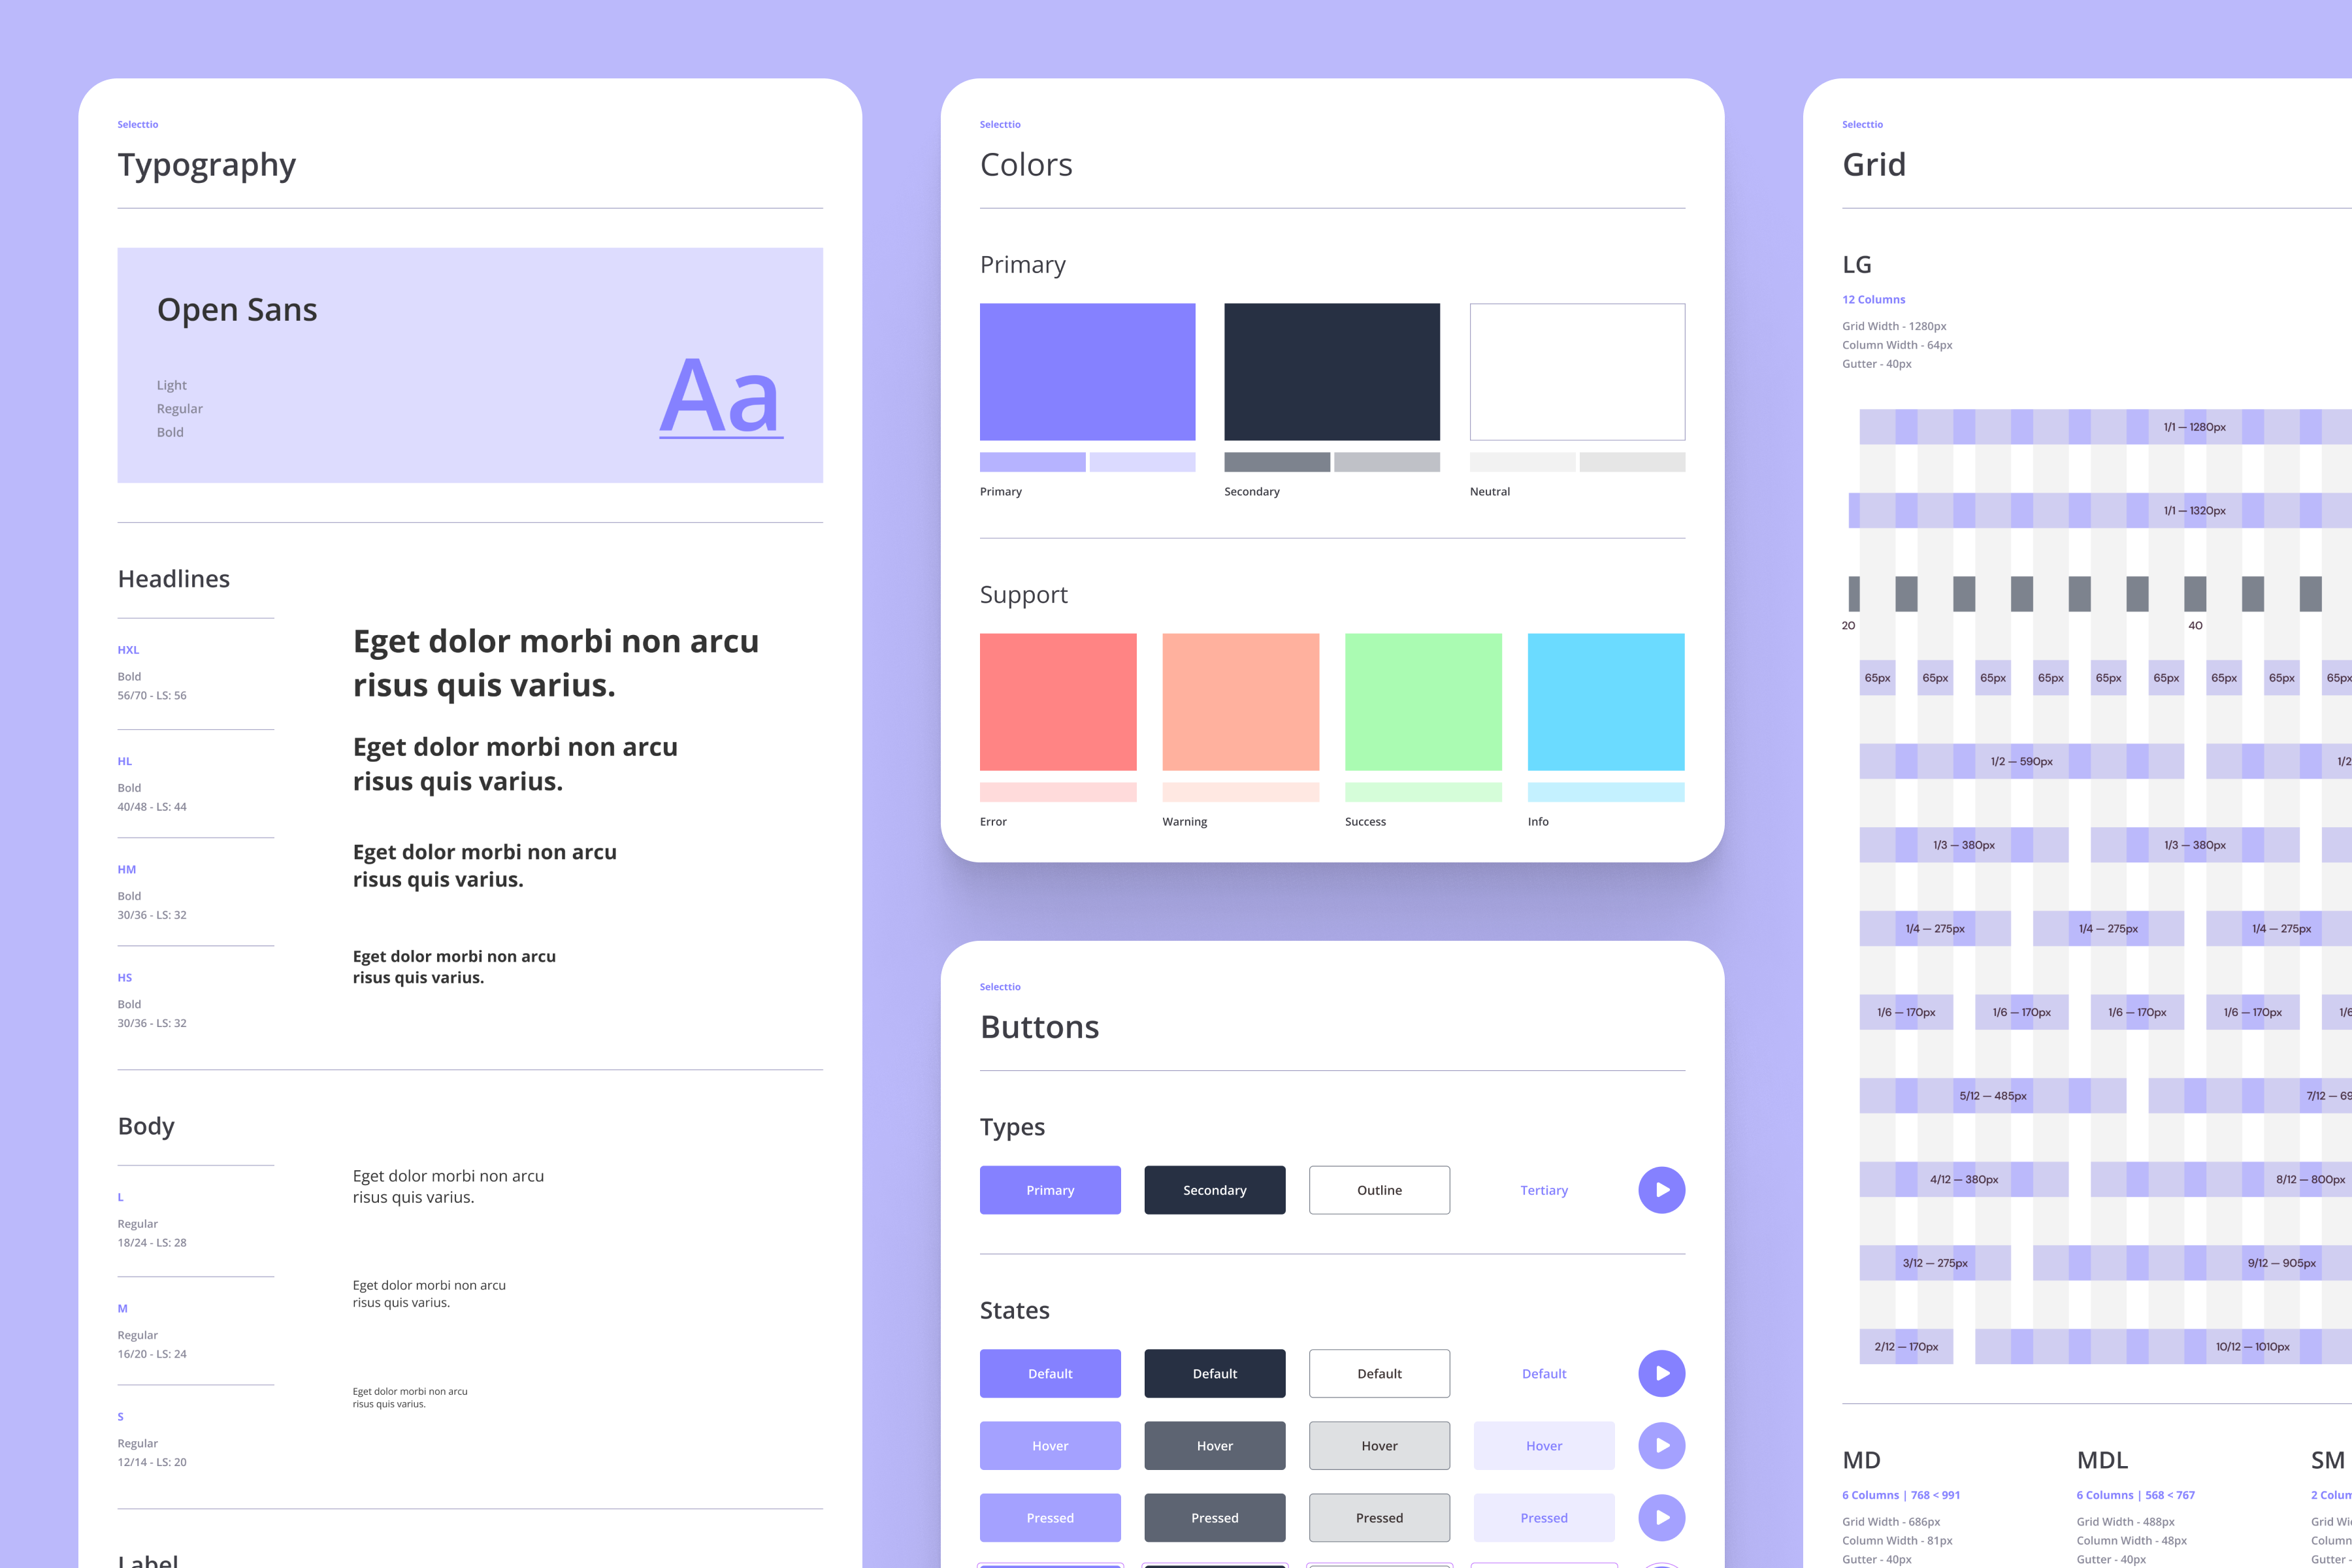 Selecttio
Typography
Open Sans
Light
Regular
Bold
Aa
Headlines
HXL
Bold
56/70 - LS: 56
Eget dolor morbi non arcu
risus quis varius.
HL
Bold
40/48 - LS: 44
Eget dolor morbi non arcu
risus quis varius.
HM
Bold
30/36 - LS: 32
Eget dolor morbi non arcu
risus quis varius.
HS
Bold
30/36 - LS: 32
Eget dolor morbi non arcu
risus quis varius.
Body
L
Regular
18/24 - LS: 28
Eget dolor morbi non arcu
risus quis varius.
M
Regular
16/20 - LS: 24
Eget dolor morbi non arcu
risus quis varius.
S
Regular
12/14 - LS: 20
Eget dolor morbi non arcu
risus quis varius.
Label
Selecttio
Colors
Primary
Primary
Secondary
Neutral
Support
Error
Warning
Success
Info
Selecttio
Buttons
Types
Primary Secondary Outline Tertiary
States
Default Default Default Default
Hover Hover Hover Hover
Pressed Pressed Pressed Pressed
Selecttio
Grid
LG
12 Columns
Grid Width - 1280px
Column Width - 64px
Gutter - 40px
1/1 — 1280px
1/1 — 1320px
20 40
65px 65px 65px 65px 65px 65px 65px 65px 65px
1/2 — 590px 1/2
1/3 — 380px 1/3 — 380px
1/4 — 275px 1/4 — 275px 1/4 — 275px
1/6 — 170px 1/6 — 170px 1/6 — 170px 1/6 — 170px
5/12 — 485px 7/12 — 69
4/12 — 380px 8/12 — 800px
3/12 — 275px 9/12 — 905px
2/12 — 170px 10/12 — 1010px
MD
6 Columns | 768 < 991
Grid Width - 686px
Column Width - 81px
Gutter - 40px
MDL
6 Columns | 568 < 767
Grid Width - 488px
Column Width - 48px
Gutter - 40px
SM
2 Colum
Grid Wi
Column
Gutter -